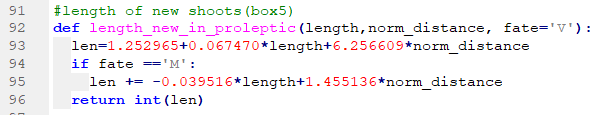 91 #length of new shoots(box5)
92 def length_new_in_proleptic(length,norm_distance, fate='V'):
93 len=1.252965+0.067470*length+6.256609*norm_distance
94 if fate =='M':
95 len += -0.039516*length+1.455136*norm_distance
96 return int(len)